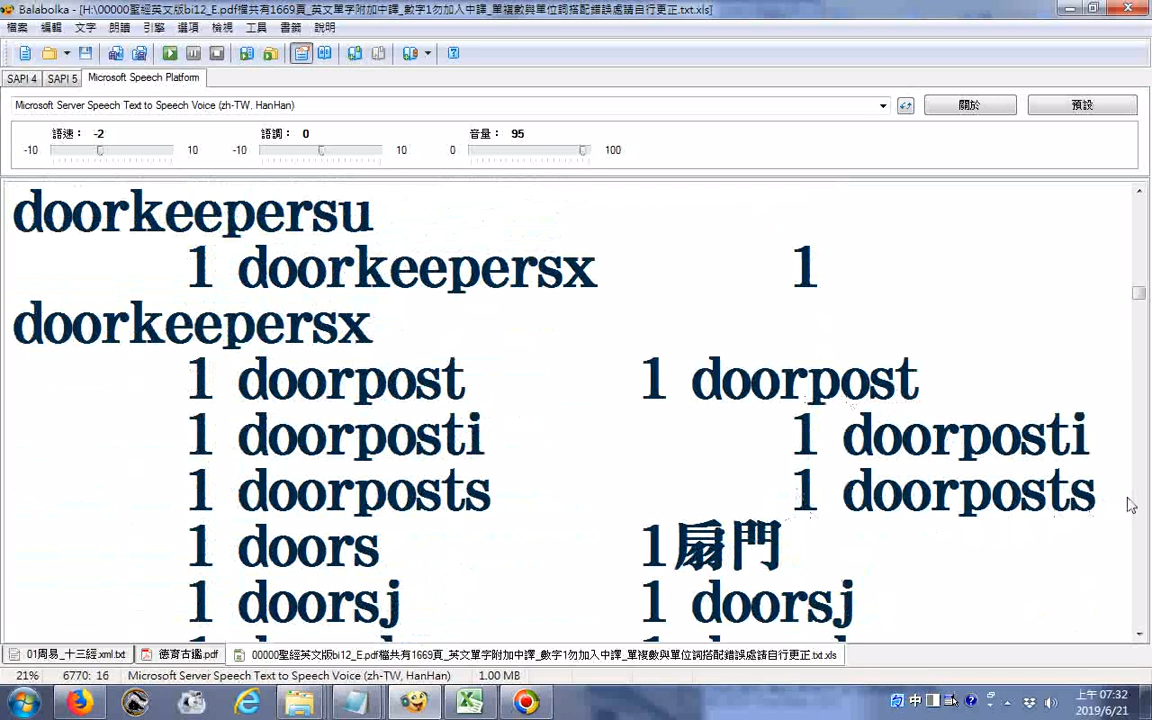 Balabolka - [H:\00000聖經英文版bi12_E.pdf檔共有1669頁_英文單字附加中譯_數字1勿加入中譯_單複數與單位詞搭配錯誤處請自行更正.txt.xls]
檔案 編輯 文字 朗讀 引擎 選項 檢視 工具 書籤 說明
SAPI 4 SAPI 5 Microsoft Speech Platform
Microsoft Server Speech Text to Speech Voice (zh-TW, HanHan) 關於 預設
語速： -2 語調： 0 音量： 95
-10 10 -10 10 0 100
doorkeepersu
1 doorkeepersx 1
doorkeepersx
1 doorpost 1 doorpost
1 doorposti 1 doorposti
1 doorposts 1 doorposts
1 doors 1扇門
1 doorsj 1 doorsj
01周易_十三經.xml.txt 德育古鑑.pdf 00000聖經英文版bi12_E.pdf檔共有1669頁_英文單字附加中譯_數字1勿加入中譯_單複數與單位詞搭配錯誤處請自行更正.txt.xls
21% 6770: 16 Microsoft Server Speech Text to Speech Voice (zh-TW, HanHan) 1.00 MB
中 上午 07:32
2019/6/21